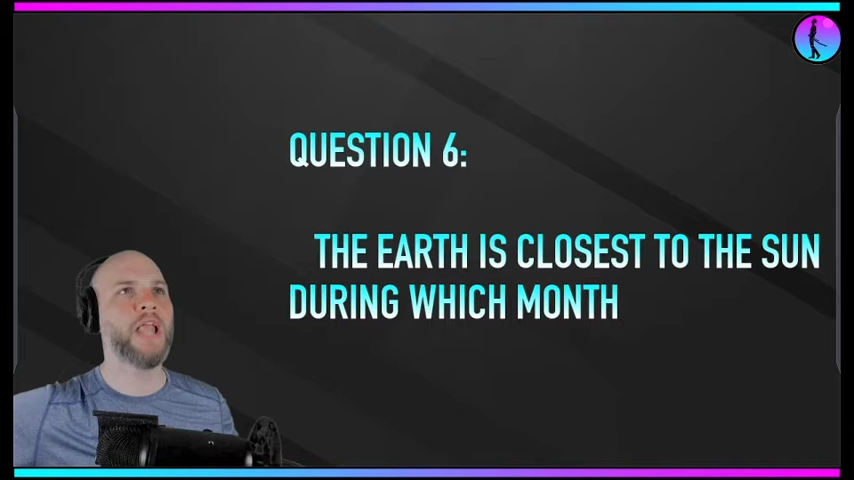 QUESTION 6:
THE EARTH IS CLOSEST TO THE SUN
DURING WHICH MONTH